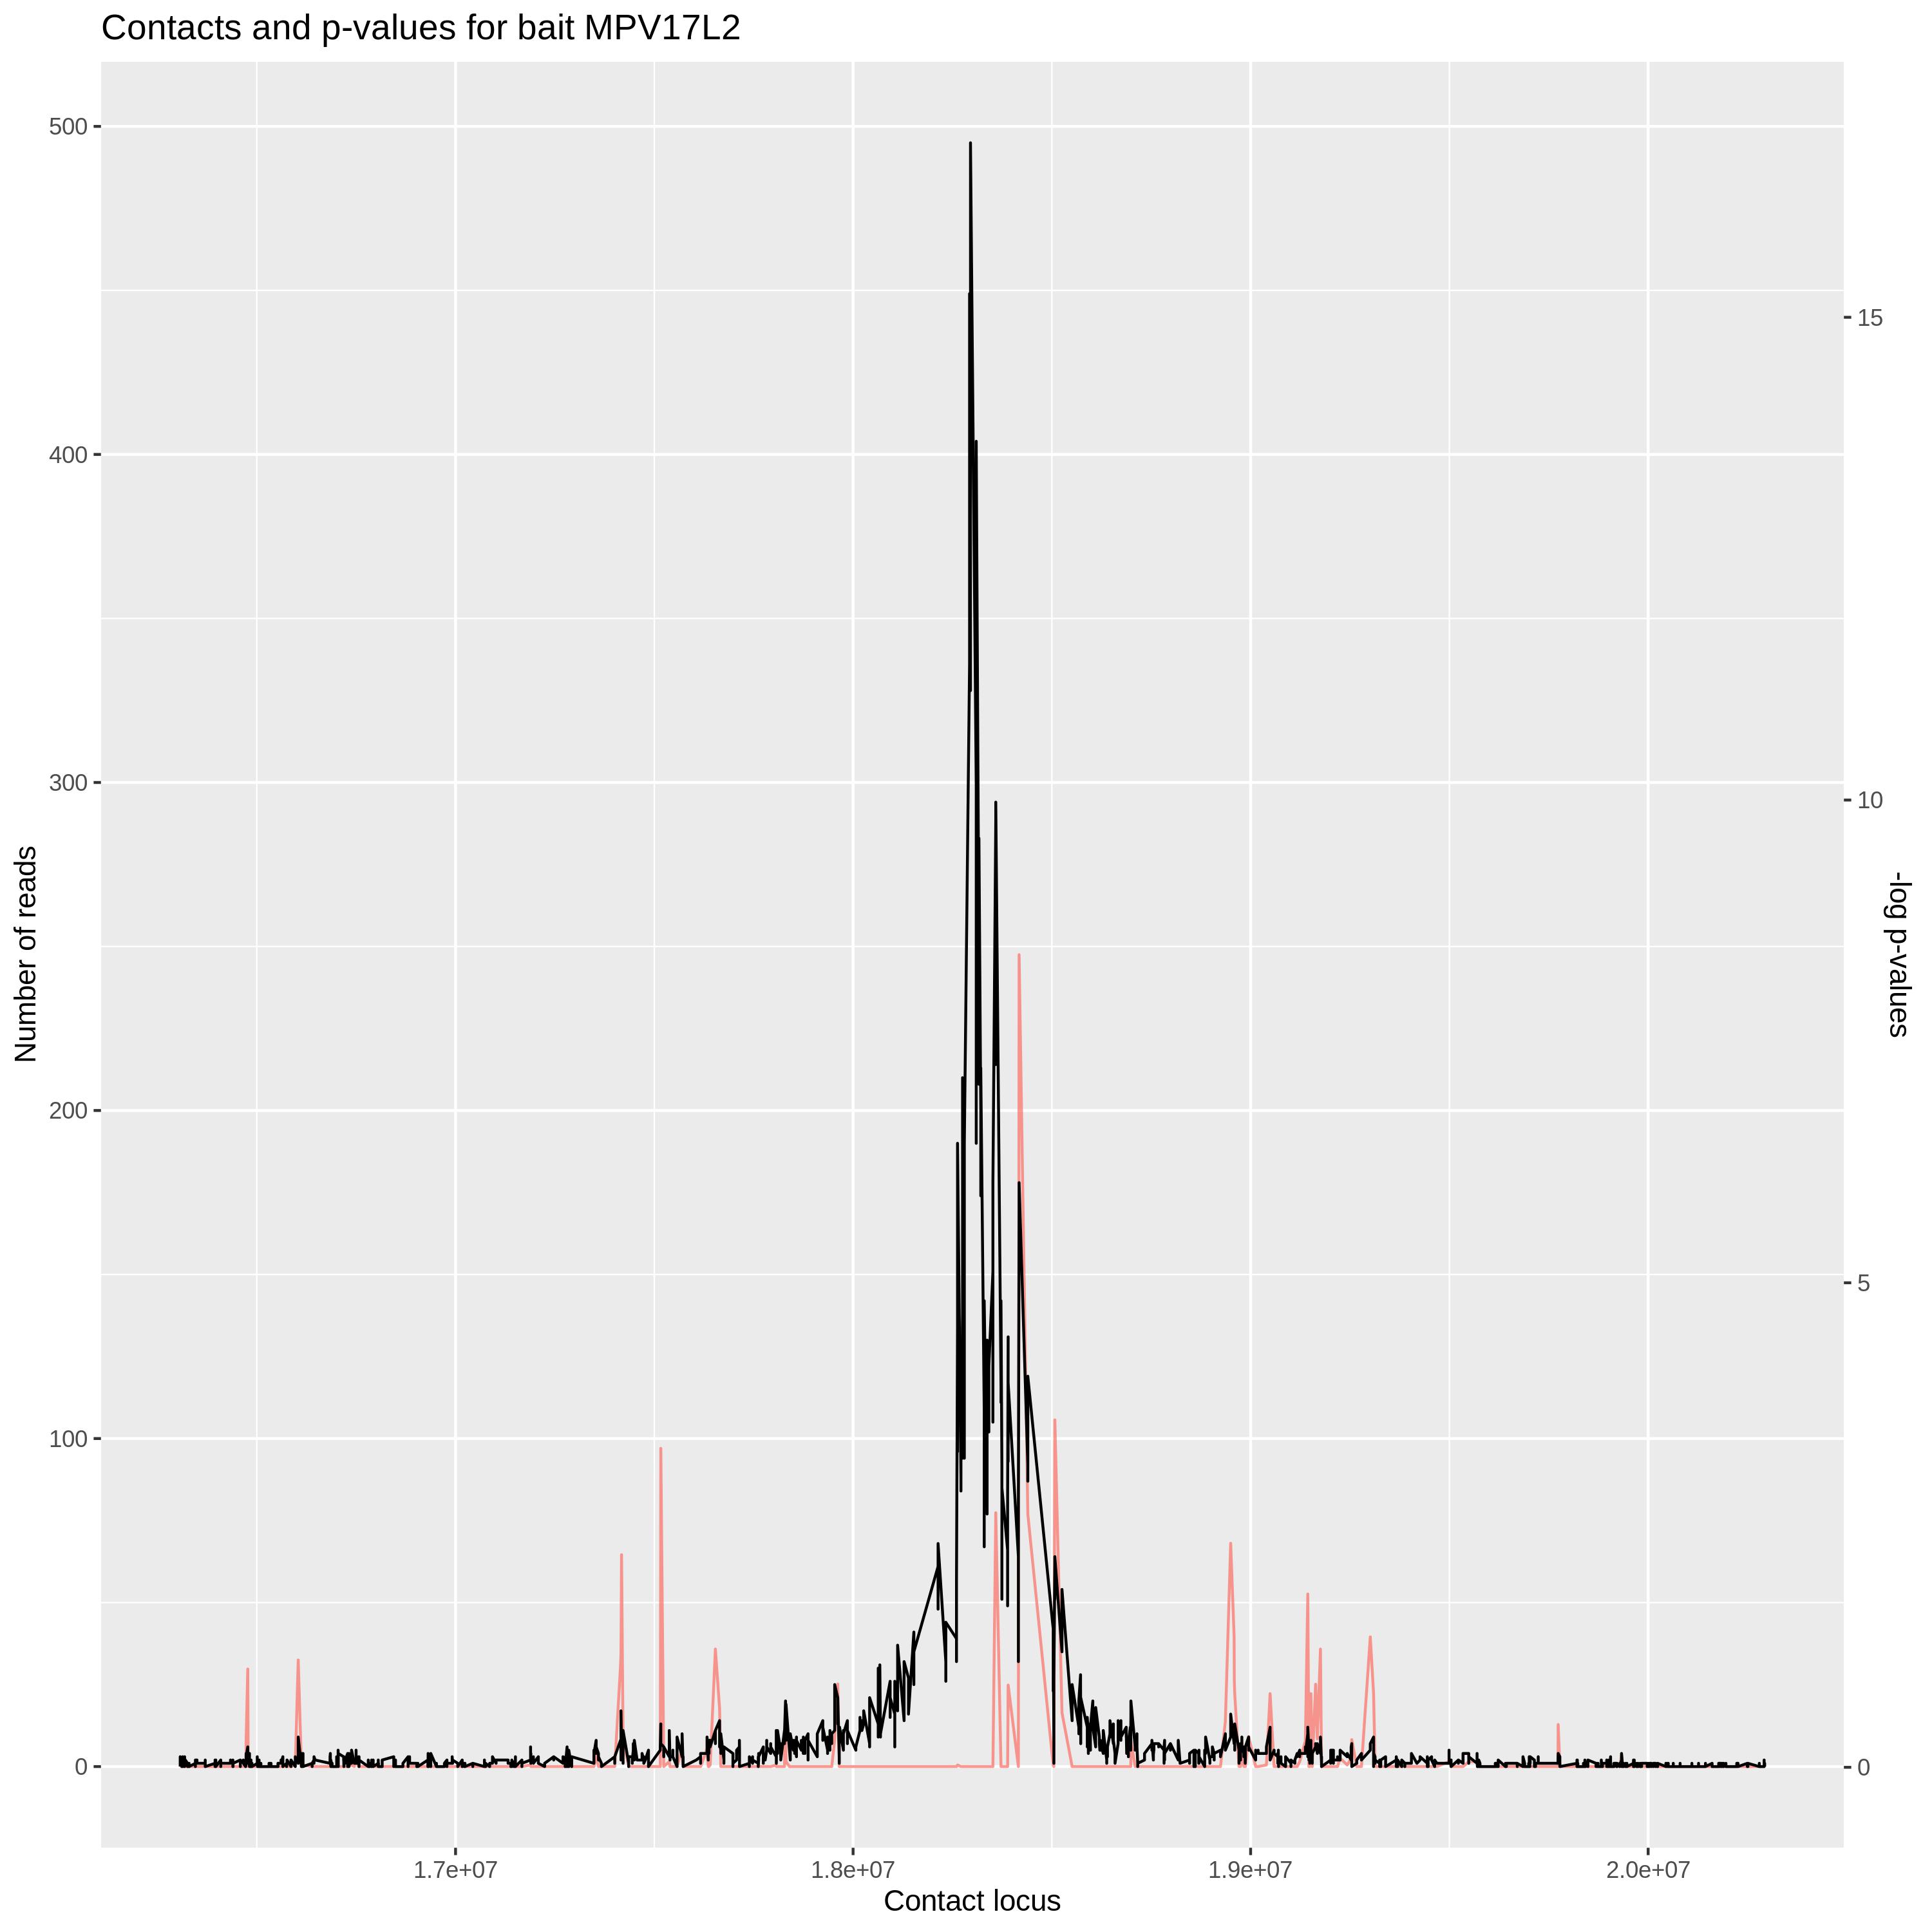 Contacts and p-values for bait MPV17L2
500
400
300
200
100
0
Number of reads
15
10
5
0
-log p-values
1.7e+07
1.8e+07
1.9e+07
2.0e+07
Contact locus